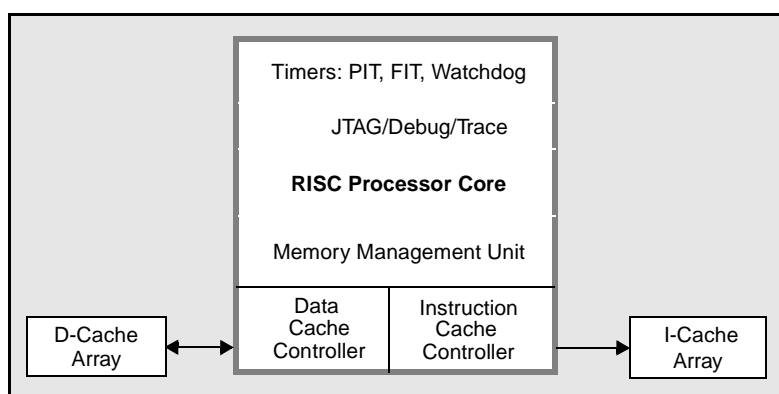 Timers: PIT, FIT, Watchdog
JTAG/Debug/Trace
RISC Processor Core
Memory Management Unit
Data
Cache
Controller
Instruction
Cache
Controller
D-Cache
Array
I-Cache
Array